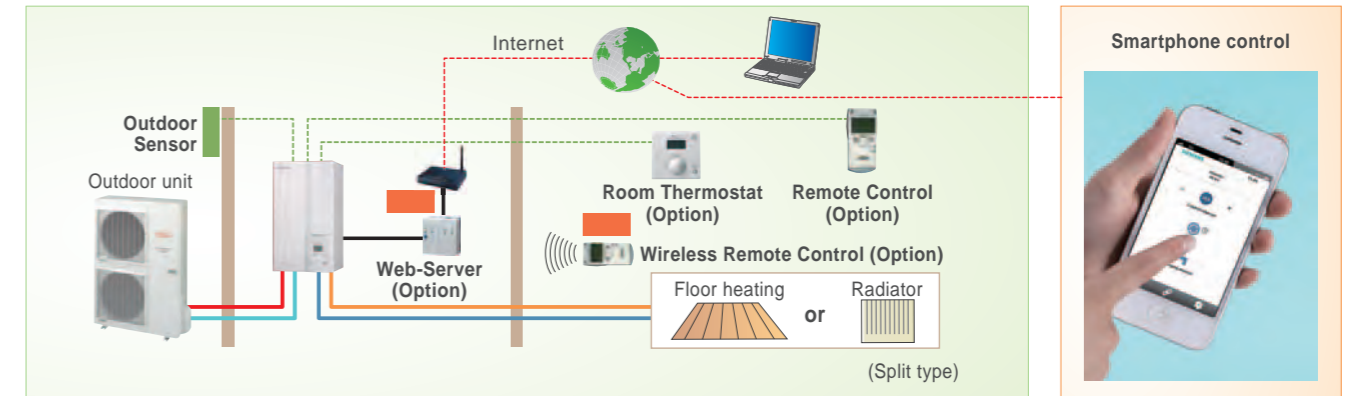 Internet
Smartphone control
Outdoor
Sensor
Outdoor unit
Room Thermostat
(Option)
Remote Control
(Option)
Web-Server
(Option)
Wireless Remote Control (Option)
Floor heating
or
Radiator
(Split type)